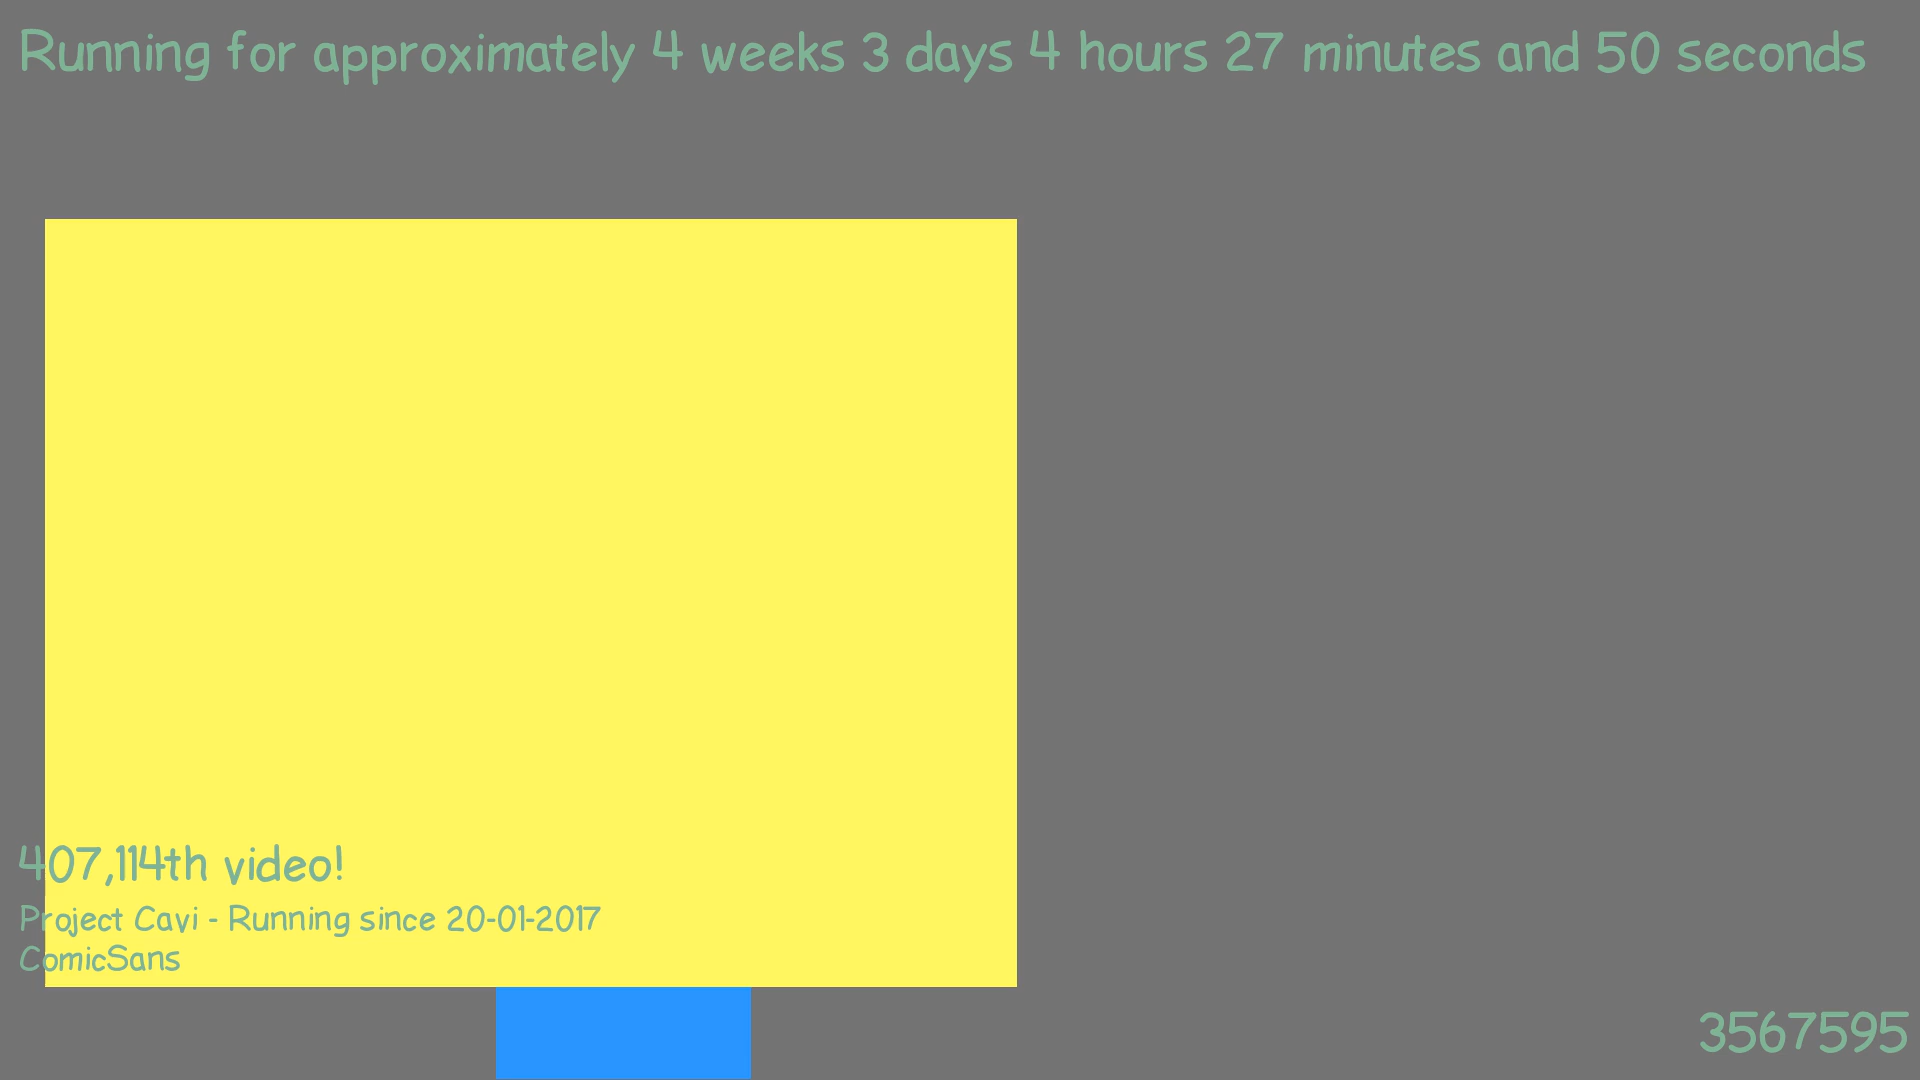 Running for approximately 4 weeks 3 days 4 hours 27 minutes and 50 seconds
407,114th video!
Project Cavi - Running since 20-01-2017
ComicSans
3567595